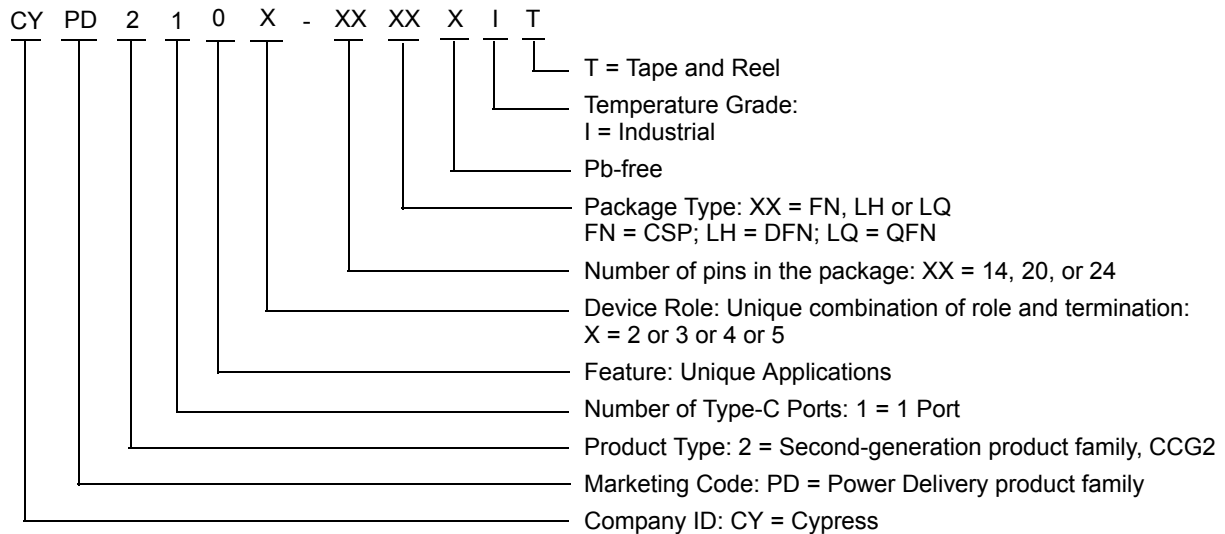 CY PD 2 1 0 X - XX XX X I T
T = Tape and Reel
Temperature Grade:
I = Industrial
Pb-free
Package Type: XX = FN, LH or LQ
FN = CSP; LH = DFN; LQ = QFN
Number of pins in the package: XX = 14, 20, or 24
Device Role: Unique combination of role and termination:
X = 2 or 3 or 4 or 5
Feature: Unique Applications
Number of Type-C Ports: 1 = 1 Port
Product Type: 2 = Second-generation product family, CCG2
Marketing Code: PD = Power Delivery product family
Company ID: CY = Cypress